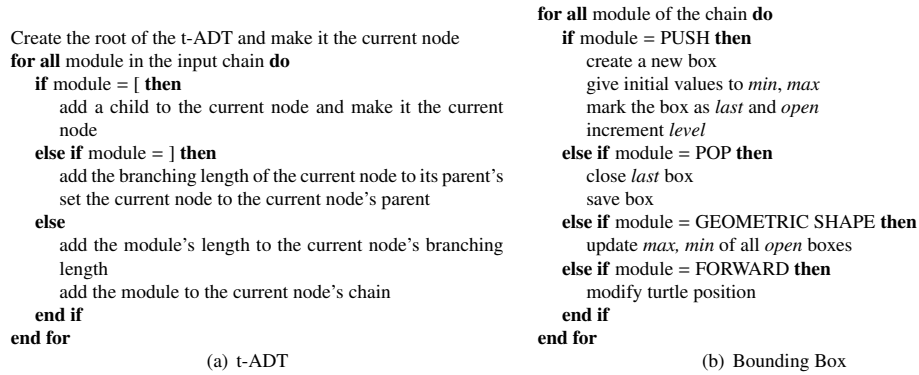 Create the root of the t-ADT and make it the current node
for all module in the input chain do
if module = [ then
add a child to the current node and make it the current
node
else if module = ] then
add the branching length of the current node to its parent's
set the current node to the current node's parent
else
add the module's length to the current node's branching
length
add the module to the current node's chain
end if
end for
(a) t-ADT
for all module of the chain do
if module = PUSH then
create a new box
give initial values to min, max
mark the box as last and open
increment level
else if module = POP then
close last box
save box
else if module = GEOMETRIC SHAPE then
update max, min of all open boxes
else if module = FORWARD then
modify turtle position
end if
end for
(b) Bounding Box